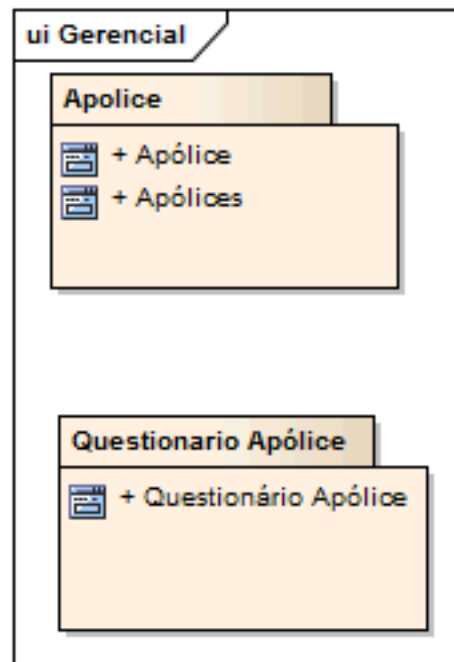 ui Gerencial
Apolice
+ Apólice
+ Apólices
Questionario Apólice
+ Questionário Apólice